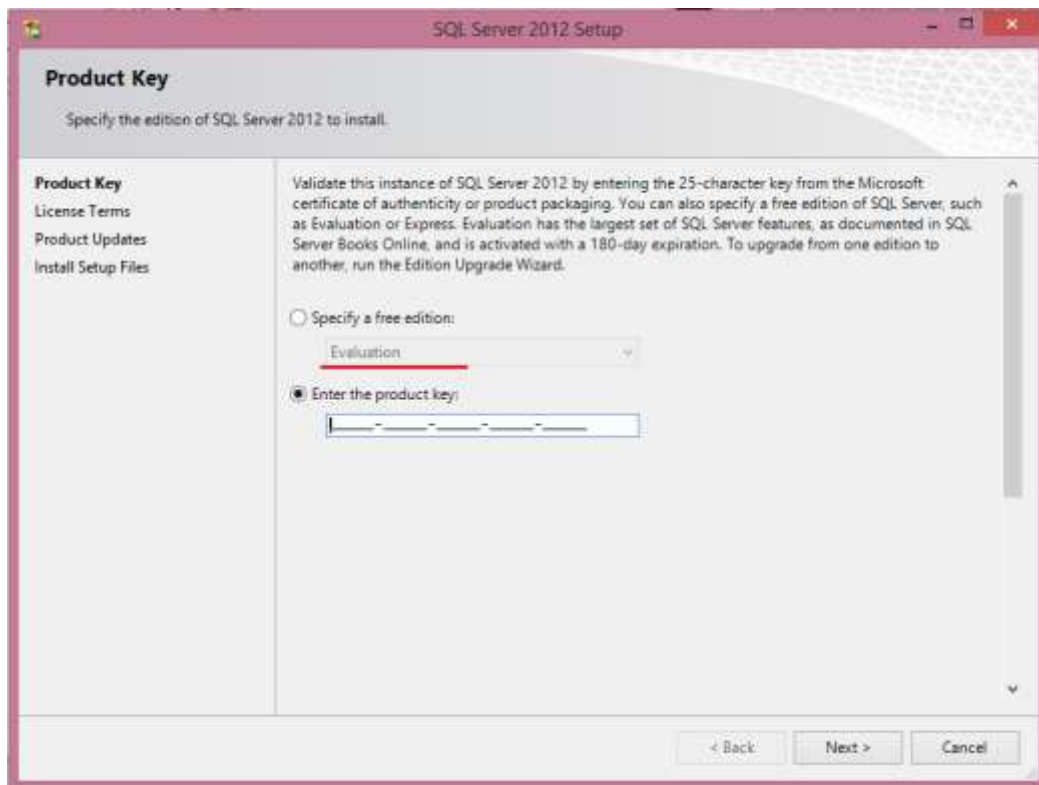 SQL Server 2012 Setup
Product Key
Specify the edition of SQL Server 2012 to install.
Product Key
License Terms
Product Updates
Install Setup Files
Validate this instance of SQL Server 2012 by entering the 25-character key from the Microsoft
certificate of authenticity or product packaging. You can also specify a free edition of SQL Server, such
as Evaluation or Express. Evaluation has the largest set of SQL Server features, as documented in SQL
Server Books Online, and is activated with a 180-day expiration. To upgrade from one edition to
another, run the Edition Upgrade Wizard.
Specify a free edition:
Evaluation
Enter the product key:
_____-_____-_____-_____-_____
< Back
Next >
Cancel